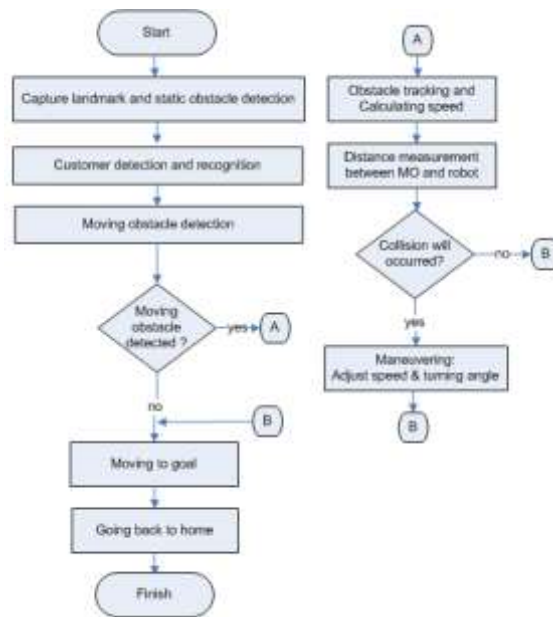 Start
Capture landmark and static obstacle detection
Customer detection and recognition
Moving obstacle detection
Moving
obstacle
detected ?
yes
A
no
B
Moving to goal
Going back to home
Finish
A
Obstacle tracking and
Calculating speed
Distance measurement
between MO and robot
Collision will
occurred?
no
B
yes
Maneuvering:
Adjust speed & turning angle
B